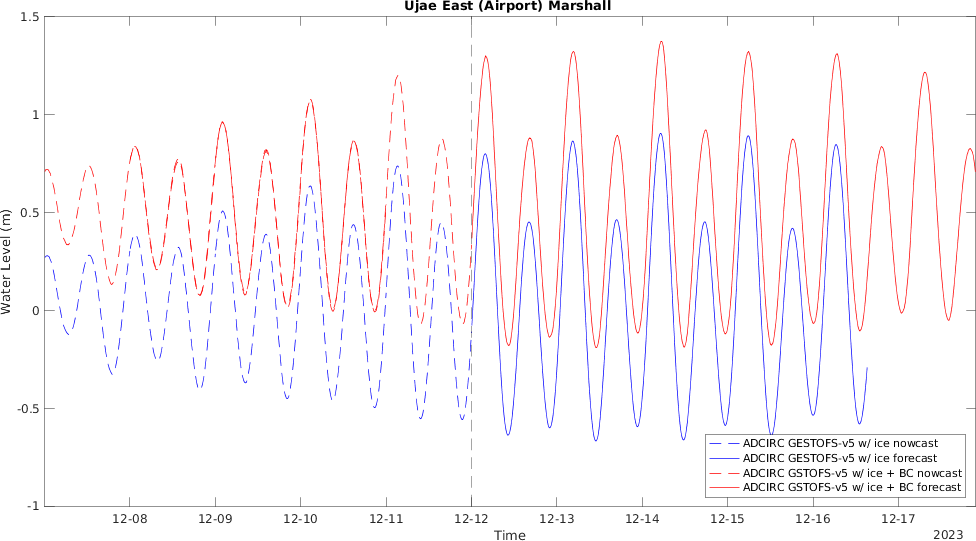 Ujae East (Airport) Marshall
1.5
1
0.5
0
-0.5
-1
Water Level (m)
12-08
12-09
12-10
12-11
12-12
12-13
12-14
12-15
12-16
12-17
Time
2023
ADCIRC GESTOFS-v5 w/ ice nowcast
ADCIRC GESTOFS-v5 w/ ice forecast
ADCIRC GSTOFS-v5 w/ ice + BC nowcast
ADCIRC GSTOFS-v5 w/ ice + BC forecast